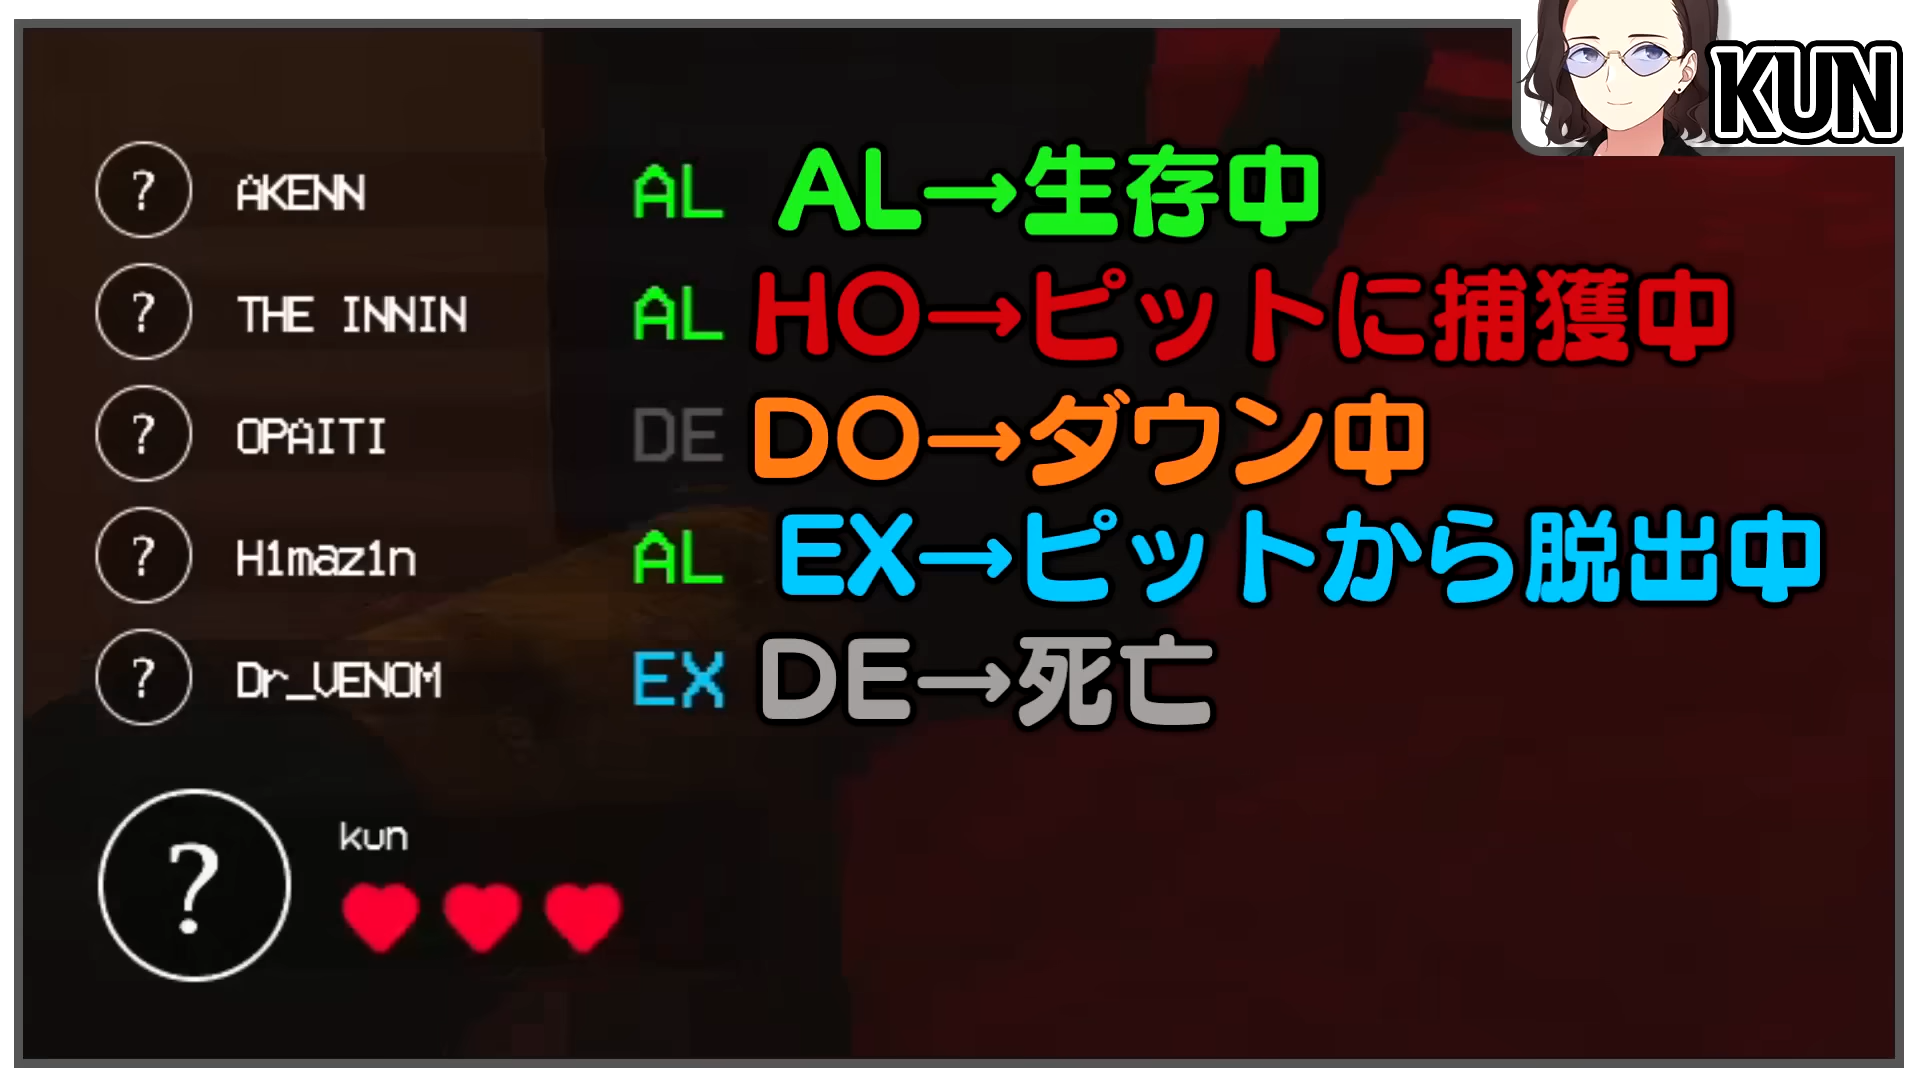 KUN
? AKENN AL AL→生存中
? THE INNIN AL HO→ピットに捕獲中
? OPAITI DE DO→ダウン中
? H1maz1n AL EX→ピットから脱出中
? Dr_VENOM EX DE→死亡
? kun